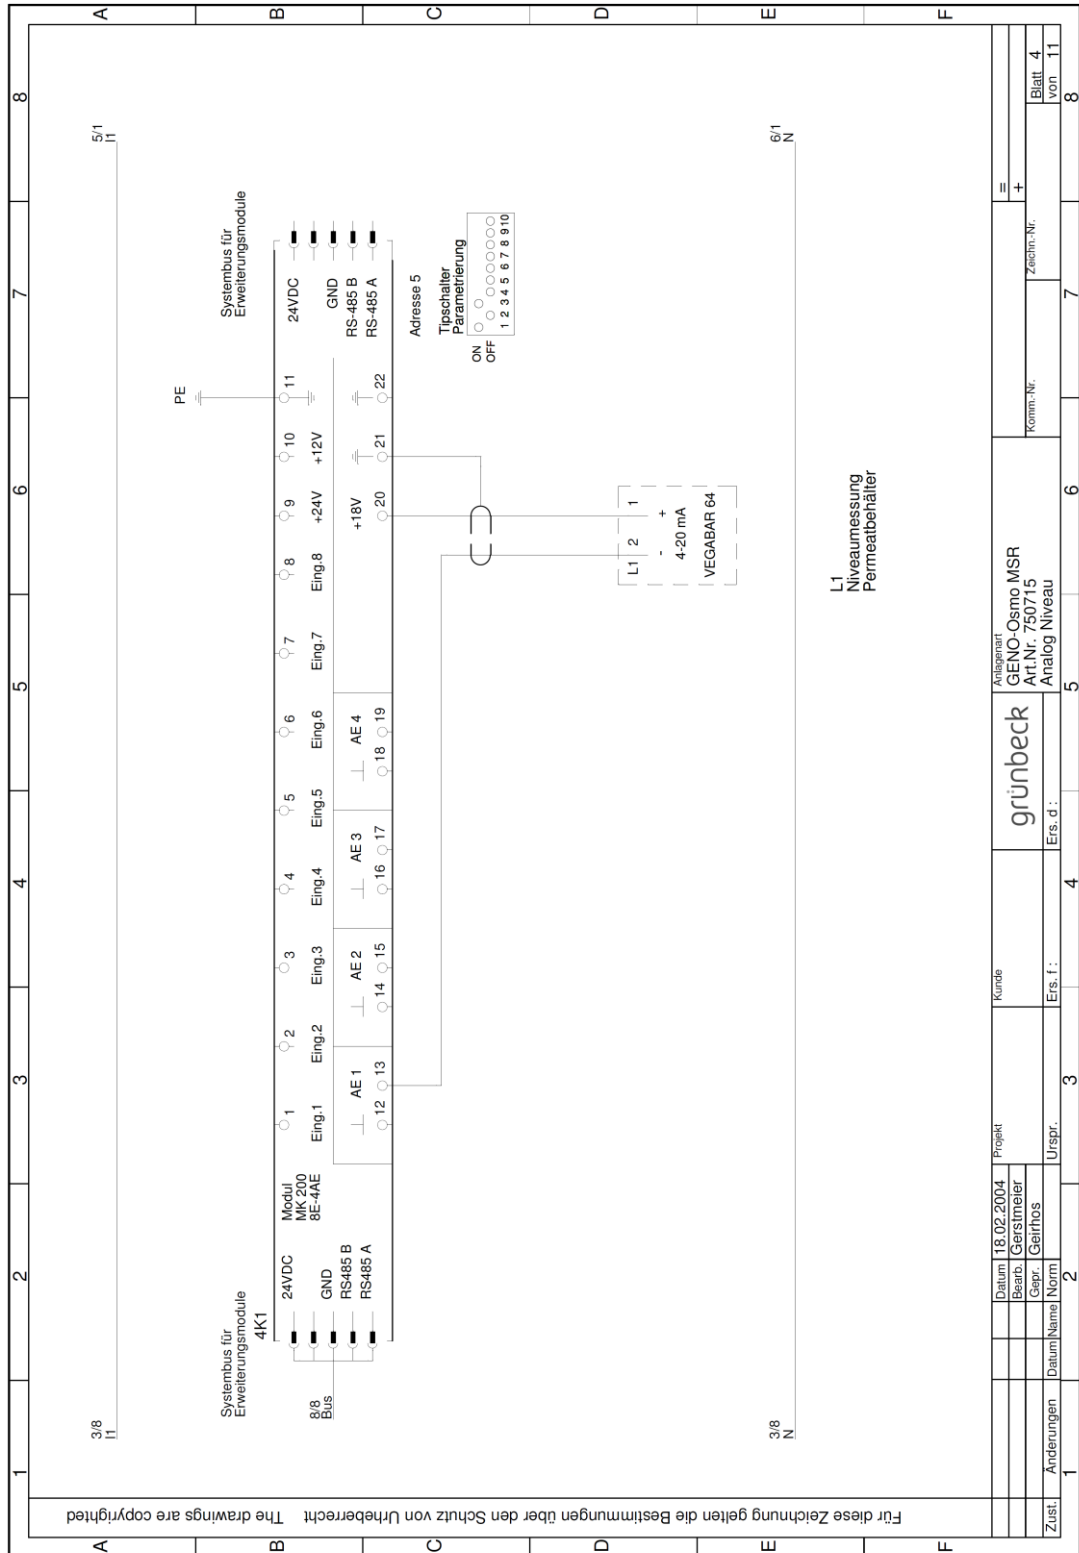 1 2 3 4 5 6 7 8
A
B
C
D
E
F
A
B
C
D
E
F
Für diese Zeichnung gelten die Bestimmungen über den Schutz von Urheberrecht The drawings are copyrighted
3/8
I1
5/1
I1
Systembus für
Erweiterungsmodule
4K1
8/8
Bus
24VDC
GND
RS485 B
RS485 A
Modul
MK 200
8E-4AE
1 2 3 4 5 6 7 8 9 10 11
Eing.1 Eing.2 Eing.3 Eing.4 Eing.5 Eing.6 Eing.7 Eing.8 +24V +12V
PE
AE 1 AE 2 AE 3 AE 4 +18V
12 13 14 15 16 17 18 19 20 21 22
Systembus für
Erweiterungsmodule
24VDC
GND
RS-485 B
RS-485 A
Adresse 5
Tipschalter
Parametrierung
ON
OFF
1 2 3 4 5 6 7 8 9 10
L1 2 1
- +
4-20 mA
VEGABAR 64
3/8
N
6/1
N
L1
Niveaumessung
Permeatbehälter
Zust. Änderungen Datum Name Norm
Datum 18.02.2004
Bearb. Gerstmeier
Gepr. Geirhos
Projekt
Urspr.
Kunde
Ers. f :
grünbeck
Ers. d :
Anlagenart
GENO-Osmo MSR
Art.Nr. 750715
Analog Niveau
Komm.-Nr.
Zeichn.-Nr.
=
+
Blatt 4
von 11
1 2 3 4 5 6 7 8